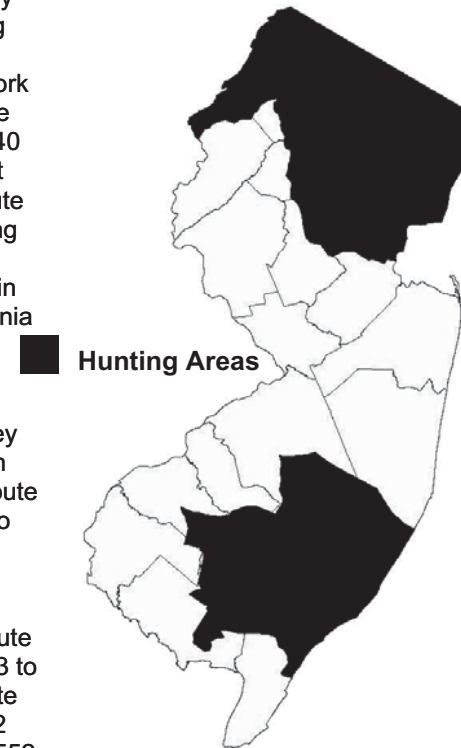 g
ork
e
40
t
ute
ng
in
nia
Hunting Areas
ey
n
oute
o
ute
3 to
te
2